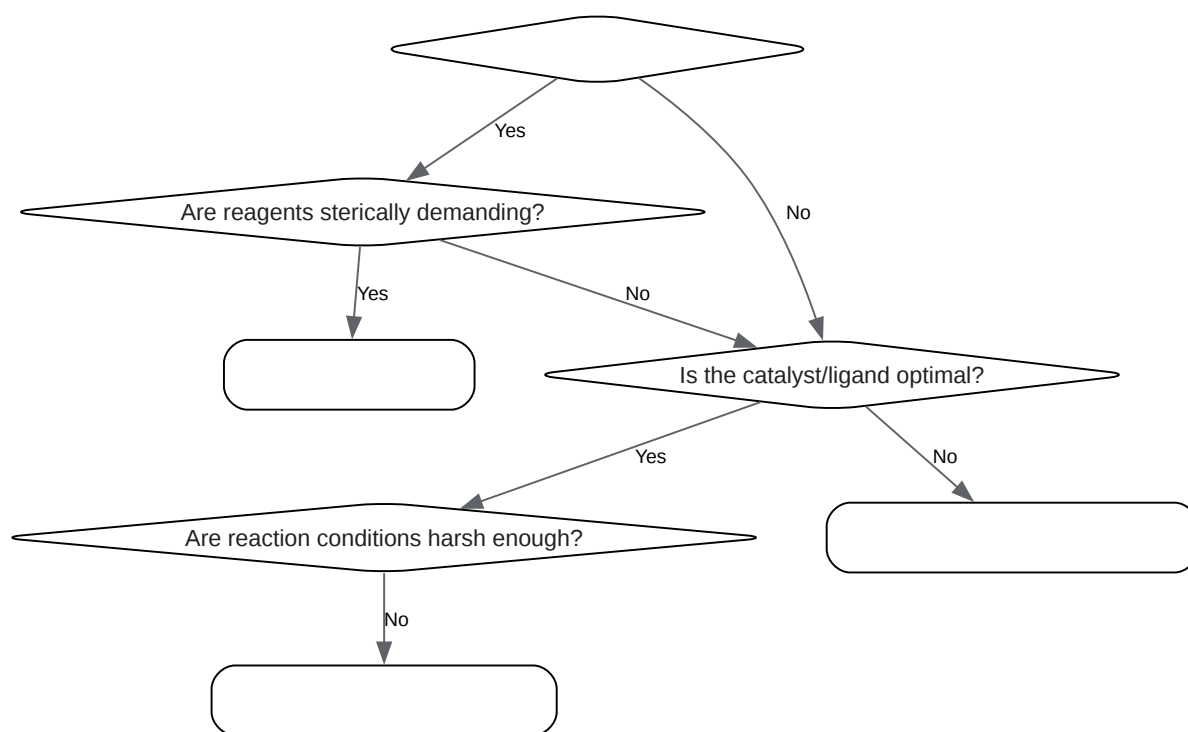 Yes
Are reagents sterically demanding?
No
Yes
No
Is the catalyst/ligand optimal?
Yes
No
Are reaction conditions harsh enough?
No